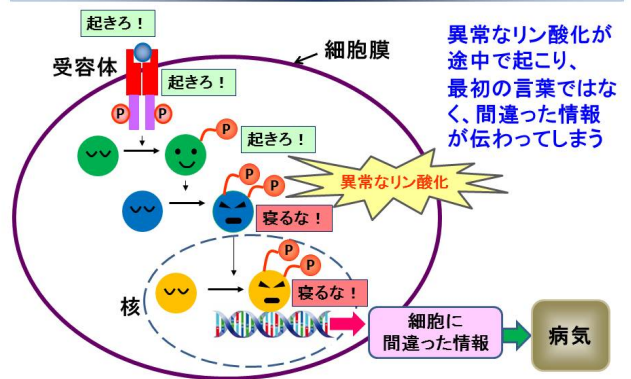 起きろ！
受容体
細胞膜
起きろ！
P
P
異常なリン酸化が
途中で起こり、
最初の言葉ではな
く、間違った情報
が伝わってしまう
P
起きろ！
P
P
異常なリン酸化
寝るな！
P
P
寝るな！
核
細胞に
間違った情報
病気